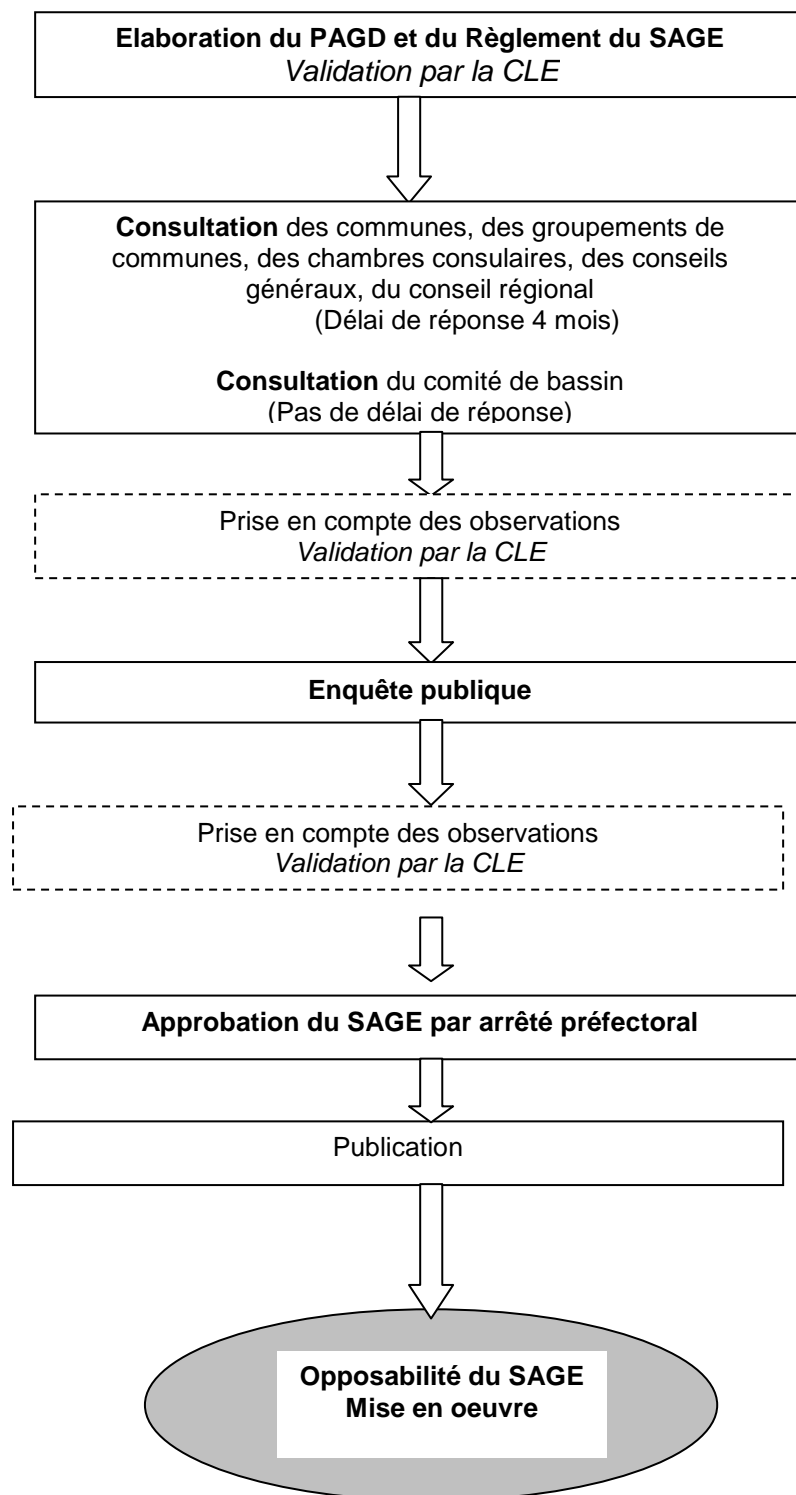 Elaboration du PAGD et du Règlement du SAGE
Validation par la CLE
Consultation des communes, des groupements de
communes, des chambres consulaires, des conseils
généraux, du conseil régional
(Délai de réponse 4 mois)
Consultation du comité de bassin
(Pas de délai de réponse)
Prise en compte des observations
Validation par la CLE
Enquête publique
Prise en compte des observations
Validation par la CLE
Approbation du SAGE par arrêté préfectoral
Publication
Opposabilité du SAGE
Mise en oeuvre